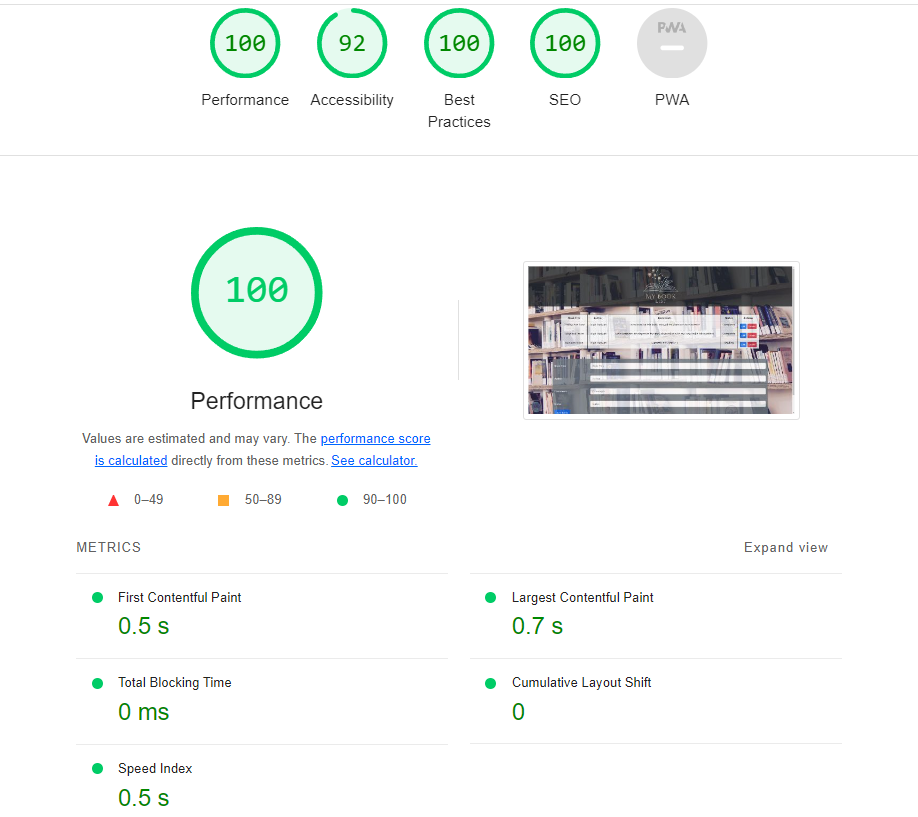 100
92
100
100
PWA
Performance
Accessibility
Best
Practices
SEO
PWA
100
Performance
Values are estimated and may vary. The performance score
is calculated directly from these metrics. See calculator.
0–49
50–89
90–100
MY BOOK
METRICS
Expand view
First Contentful Paint
0.5 s
Largest Contentful Paint
0.7 s
Total Blocking Time
0 ms
Cumulative Layout Shift
0
Speed Index
0.5 s